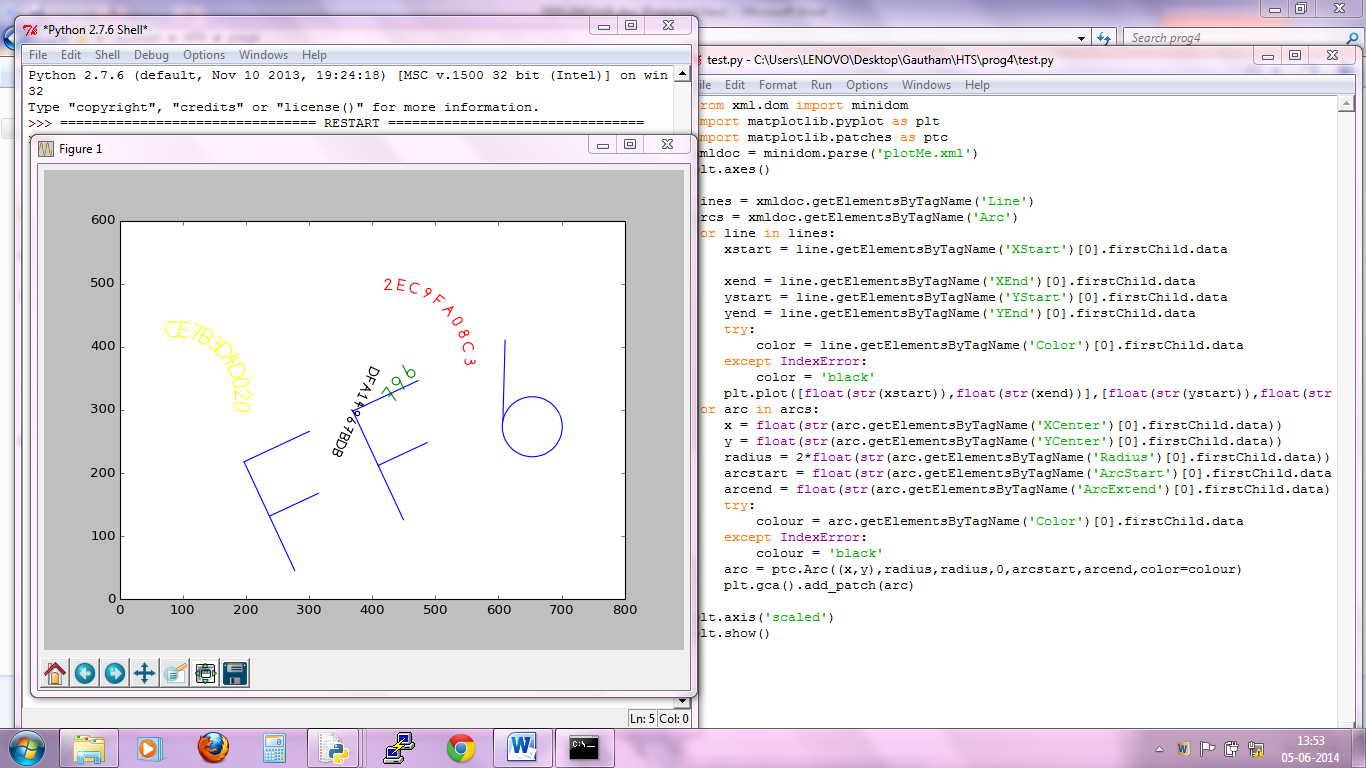 *Python 2.7.6 Shell*
File Edit Shell Debug Options Windows Help
Python 2.7.6 (default, Nov 10 2013, 19:24:18) [MSC v.1500 32 bit (Intel)] on win
32
Type "copyright", "credits" or "license()" for more information.
>>> ================================ RESTART ================================
Figure 1
600
500
400
300
200
100
0
0 100 200 300 400 500 600 700 800
CE7B3D4D020
2EC9FA08C3
796
F
F
6
Ln: 5 Col: 0
Search prog4
test.py - C:\Users\LENOVO\Desktop\Gautham\HTS\prog4\test.py
ile Edit Format Run Options Windows Help
rom xml.dom import minidom
mport matplotlib.pyplot as plt
mport matplotlib.patches as ptc
mldoc = minidom.parse('plotMe.xml')
lt.axes()
ines = xmldoc.getElementsByTagName('Line')
rcs = xmldoc.getElementsByTagName('Arc')
or line in lines:
xstart = line.getElementsByTagName('XStart')[0].firstChild.data
xend = line.getElementsByTagName('XEnd')[0].firstChild.data
ystart = line.getElementsByTagName('YStart')[0].firstChild.data
yend = line.getElementsByTagName('YEnd')[0].firstChild.data
try:
color = line.getElementsByTagName('Color')[0].firstChild.data
except IndexError:
color = 'black'
plt.plot([float(str(xstart)),float(str(xend))],[float(str(ystart)),float(str
or arc in arcs:
x = float(str(arc.getElementsByTagName('XCenter')[0].firstChild.data))
y = float(str(arc.getElementsByTagName('YCenter')[0].firstChild.data))
radius = 2*float(str(arc.getElementsByTagName('Radius')[0].firstChild.data))
arcstart = float(str(arc.getElementsByTagName('ArcStart')[0].firstChild.data
arcend = float(str(arc.getElementsByTagName('ArcExtend')[0].firstChild.data)
try:
colour = arc.getElementsByTagName('Color')[0].firstChild.data
except IndexError:
colour = 'black'
arc = ptc.Arc((x,y),radius,radius,0,arcstart,arcend,color=colour)
plt.gca().add_patch(arc)
lt.axis('scaled')
lt.show()
13:53
05-06-2014